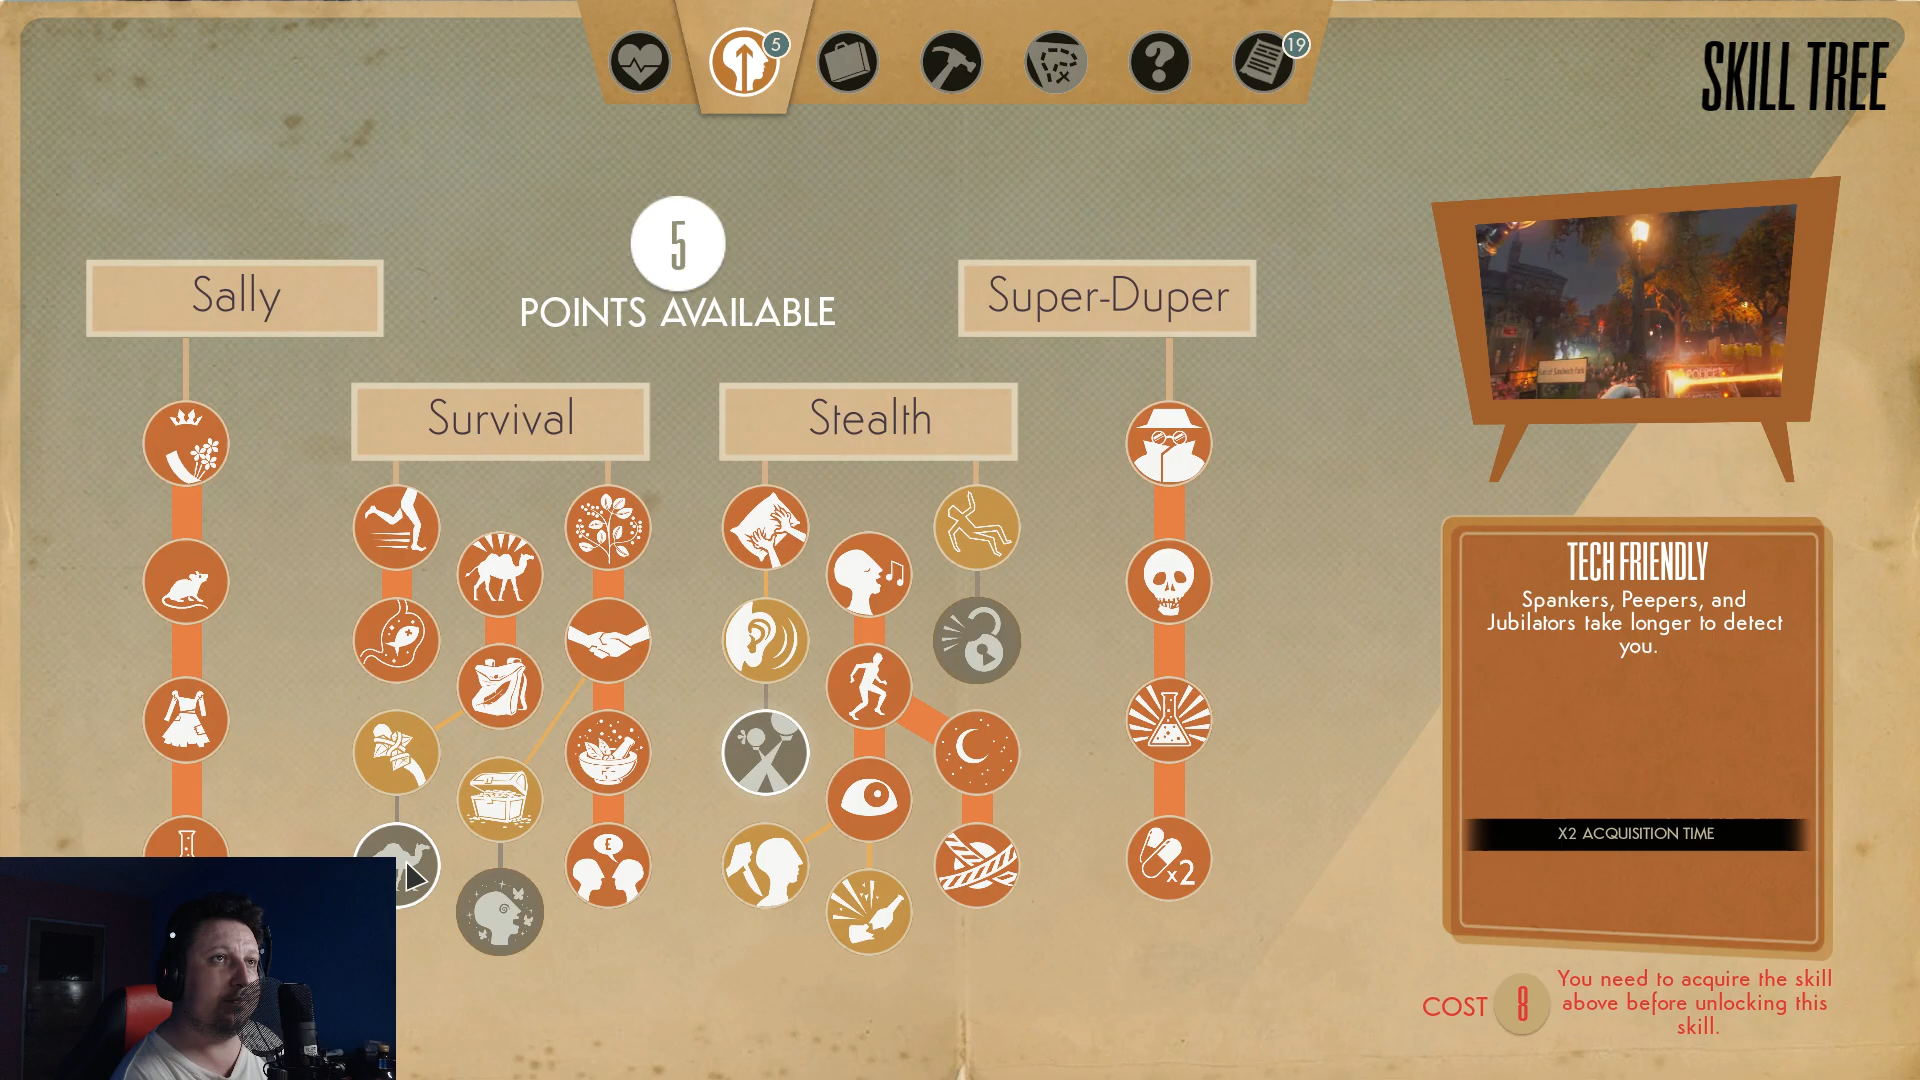 5
19
SKILL TREE
5
POINTS AVAILABLE
Sally
Super-Duper
Survival
Stealth
£
x2
TECH FRIENDLY
Spankers, Peepers, and
Jubilators take longer to detect
you.
X2 ACQUISITION TIME
COST 8
You need to acquire the skill
above before unlocking this
skill.